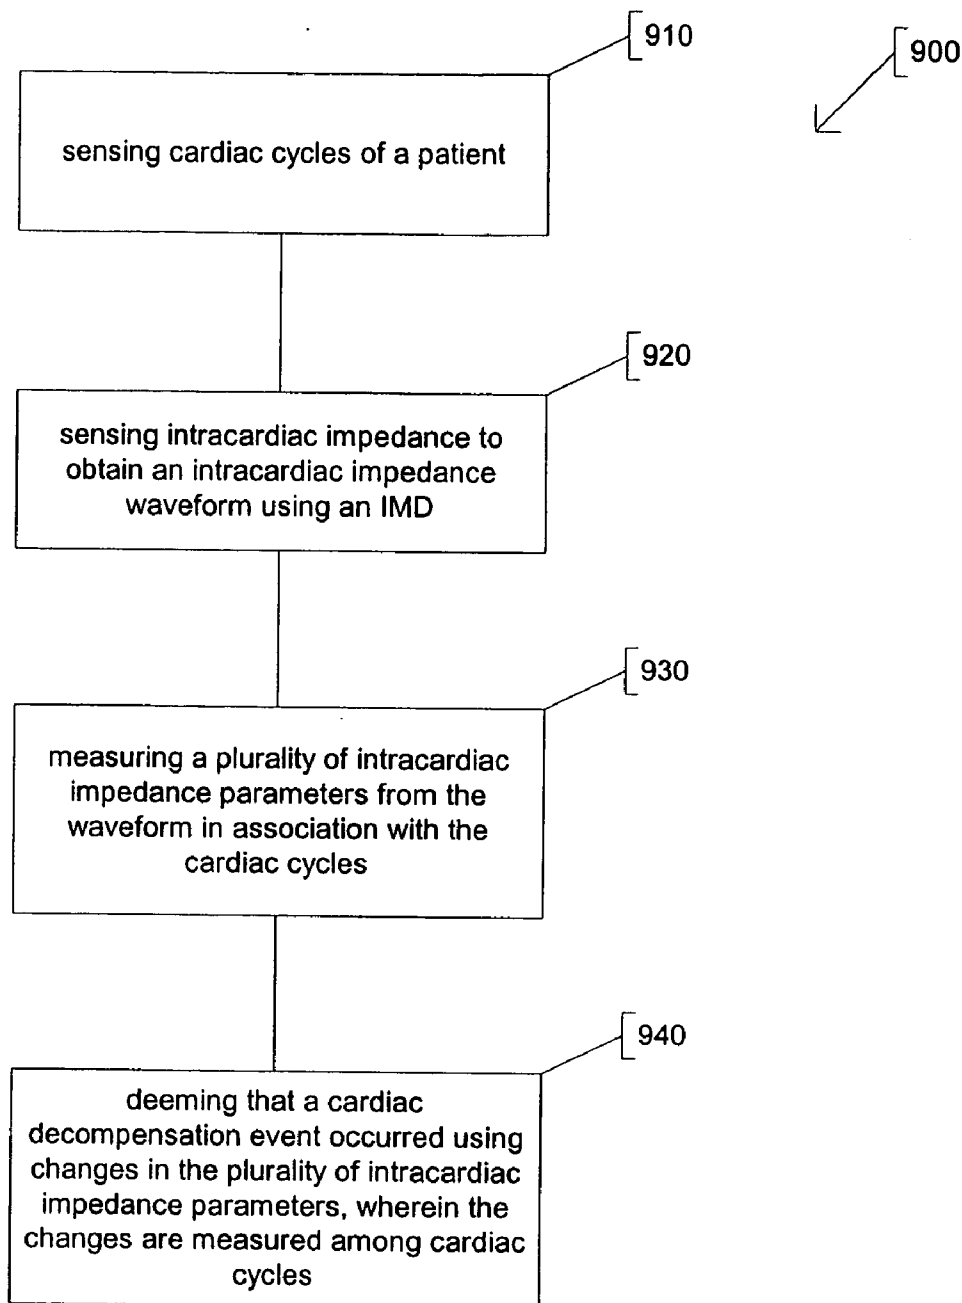 910
900
sensing cardiac cycles of a patient
920
sensing intracardiac impedance to
obtain an intracardiac impedance
waveform using an IMD
930
measuring a plurality of intracardiac
impedance parameters from the
waveform in association with the
cardiac cycles
940
deeming that a cardiac
decompensation event occurred using
changes in the plurality of intracardiac
impedance parameters, wherein the
changes are measured among cardiac
cycles